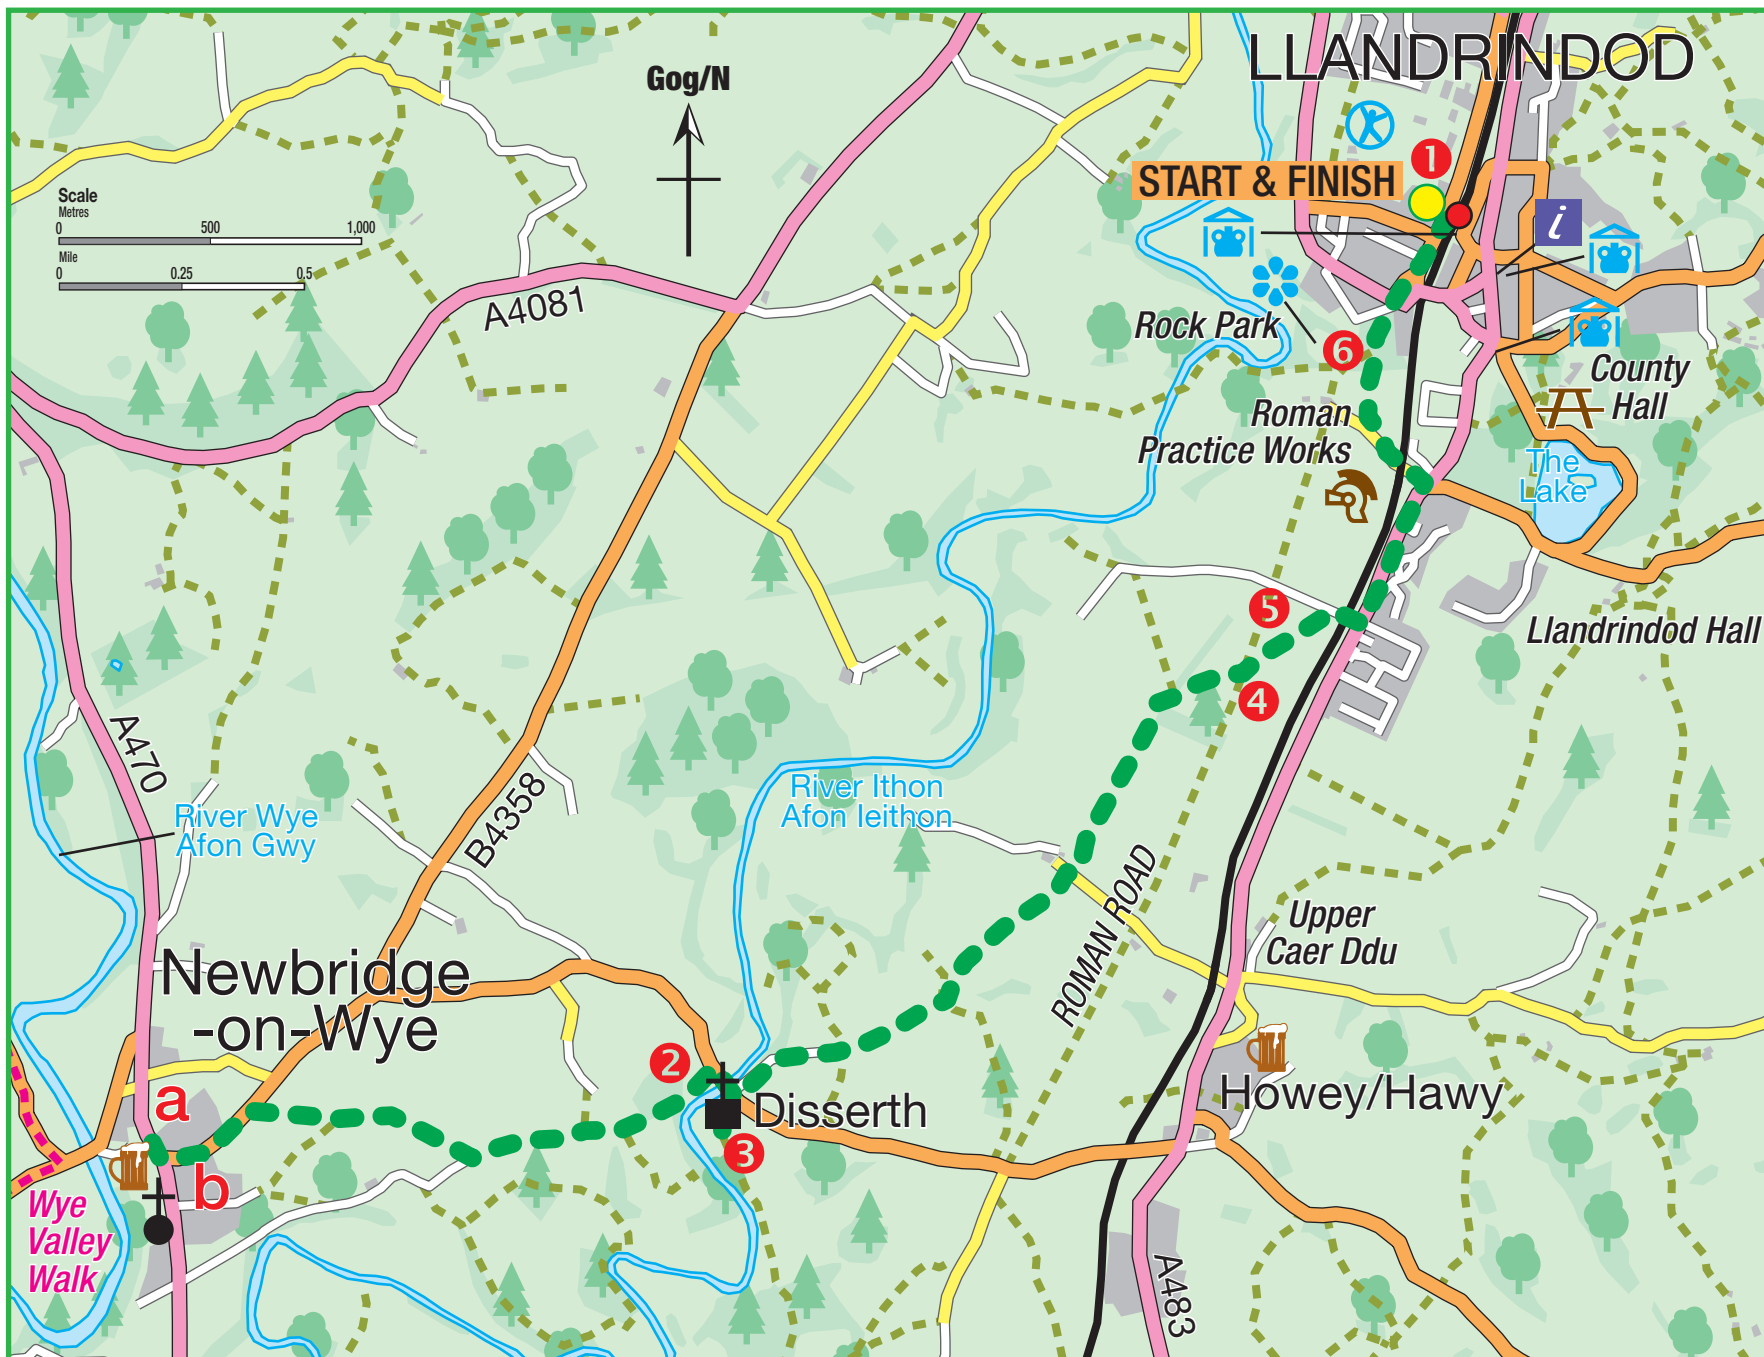 LLANDRINDOD
Gog/N
START & FINISH
1
i
Scale
Metres
0 500 1,000
Mile
0 0.25 0.5
A4081
Rock Park
6
County
Hall
Roman
Practice Works
The
Lake
5
Llandrindod Hall
4
A470
River Wye
Afon Gwy
B4358
River Ithon
Afon Ieithon
ROMAN ROAD
Upper
Caer Ddu
Newbridge
-on-Wye
2
Howey/Hawy
a
Disserth
3
b
Wye
Valley
Walk
A483